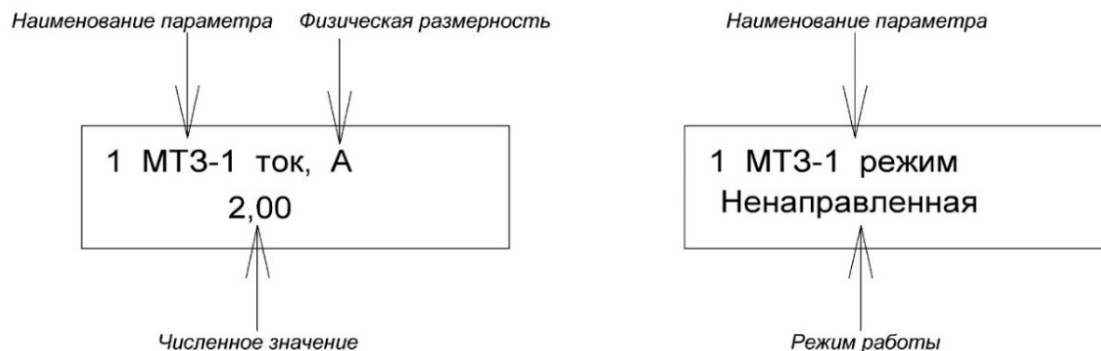 Наименование параметра
Физическая размерность
1 МТЗ-1 ток, А
2,00
Численное значение
Наименование параметра
1 МТЗ-1 режим
Ненаправленная
Режим работы